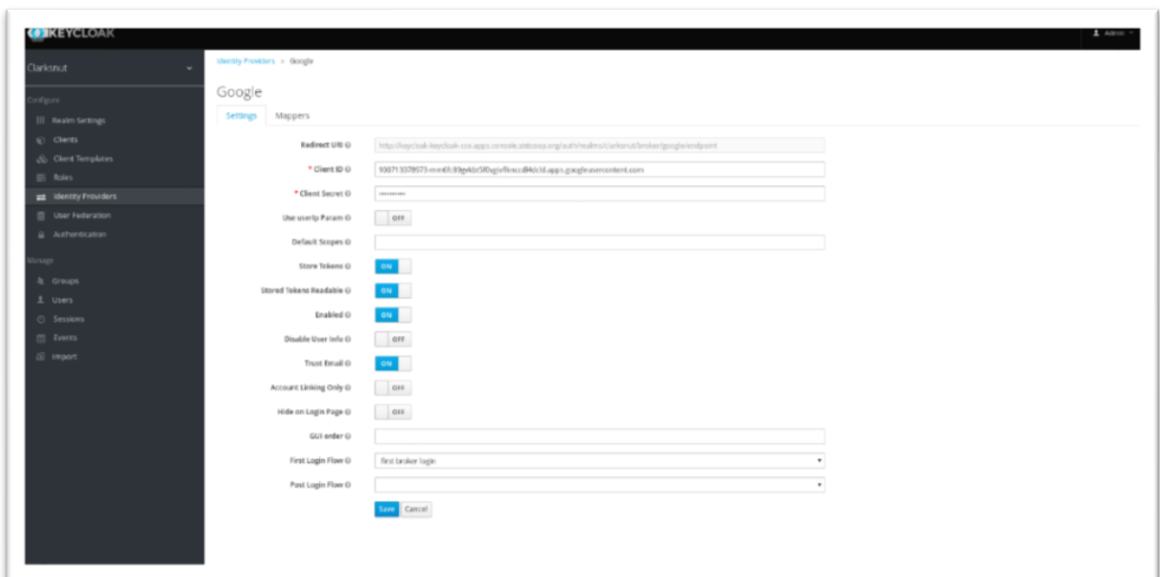 KEYCLOAK
Admin
Clarksnut
Identity Providers > Google
Google
Settings Mappers
Configure
Realm Settings
Clients
Client Templates
Roles
Identity Providers
User Federation
Authentication
Manage
Groups
Users
Sessions
Events
Import
Redirect URI
* Client ID
* Client Secret
Use userIp Param OFF
Default Scopes
Store Tokens ON
Stored Tokens Readable ON
Enabled ON
Disable User Info OFF
Trust Email ON
Account Linking Only OFF
Hide on Login Page OFF
GUI order
First Login Flow first broker login
Post Login Flow
Save Cancel